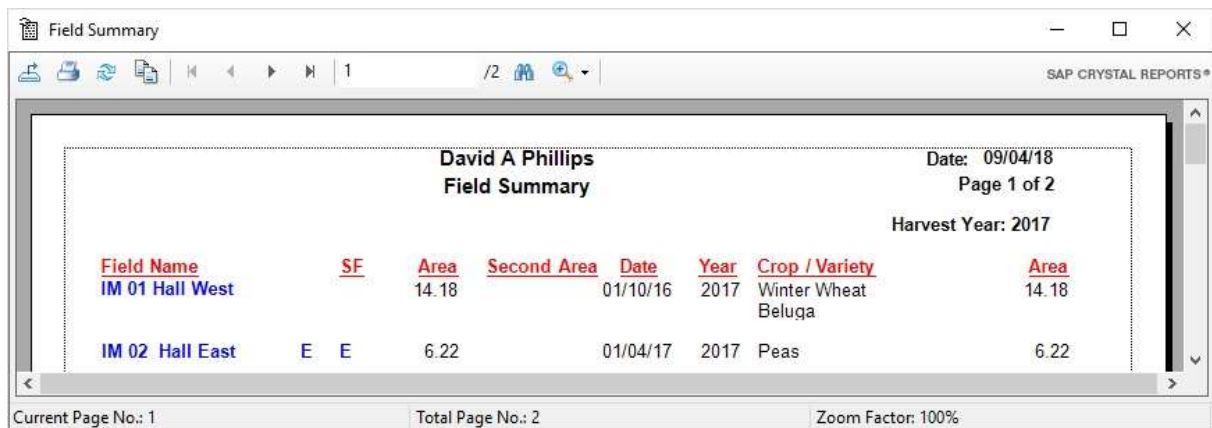 Field Summary
1 /2 SAP CRYSTAL REPORTS®
David A Phillips Date: 09/04/18
Field Summary Page 1 of 2
Harvest Year: 2017
Field Name SF Area Second Area Date Year Crop / Variety Area
IM 01 Hall West 14.18 01/10/16 2017 Winter Wheat 14.18
Beluga
IM 02 Hall East E E 6.22 01/04/17 2017 Peas 6.22
Current Page No.: 1 Total Page No.: 2 Zoom Factor: 100%